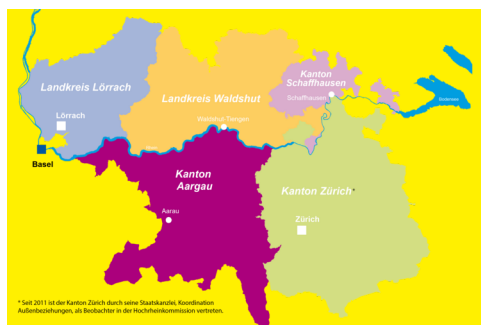 Kanton
Schaffhausen
Landkreis Lörrach
Landkreis Waldshut
Schaffhausen
Bodensee
Lörrach
Waldshut-Tiengen
Basel
Rhein
Kanton
Aargau
Kanton Zürich*
Aarau
Zürich
* Seit 2011 ist der Kanton Zürich durch seine Staatskanzlei, Koordination
Außenbeziehungen, als Beobachter in der Hochrheinkommission vertreten.